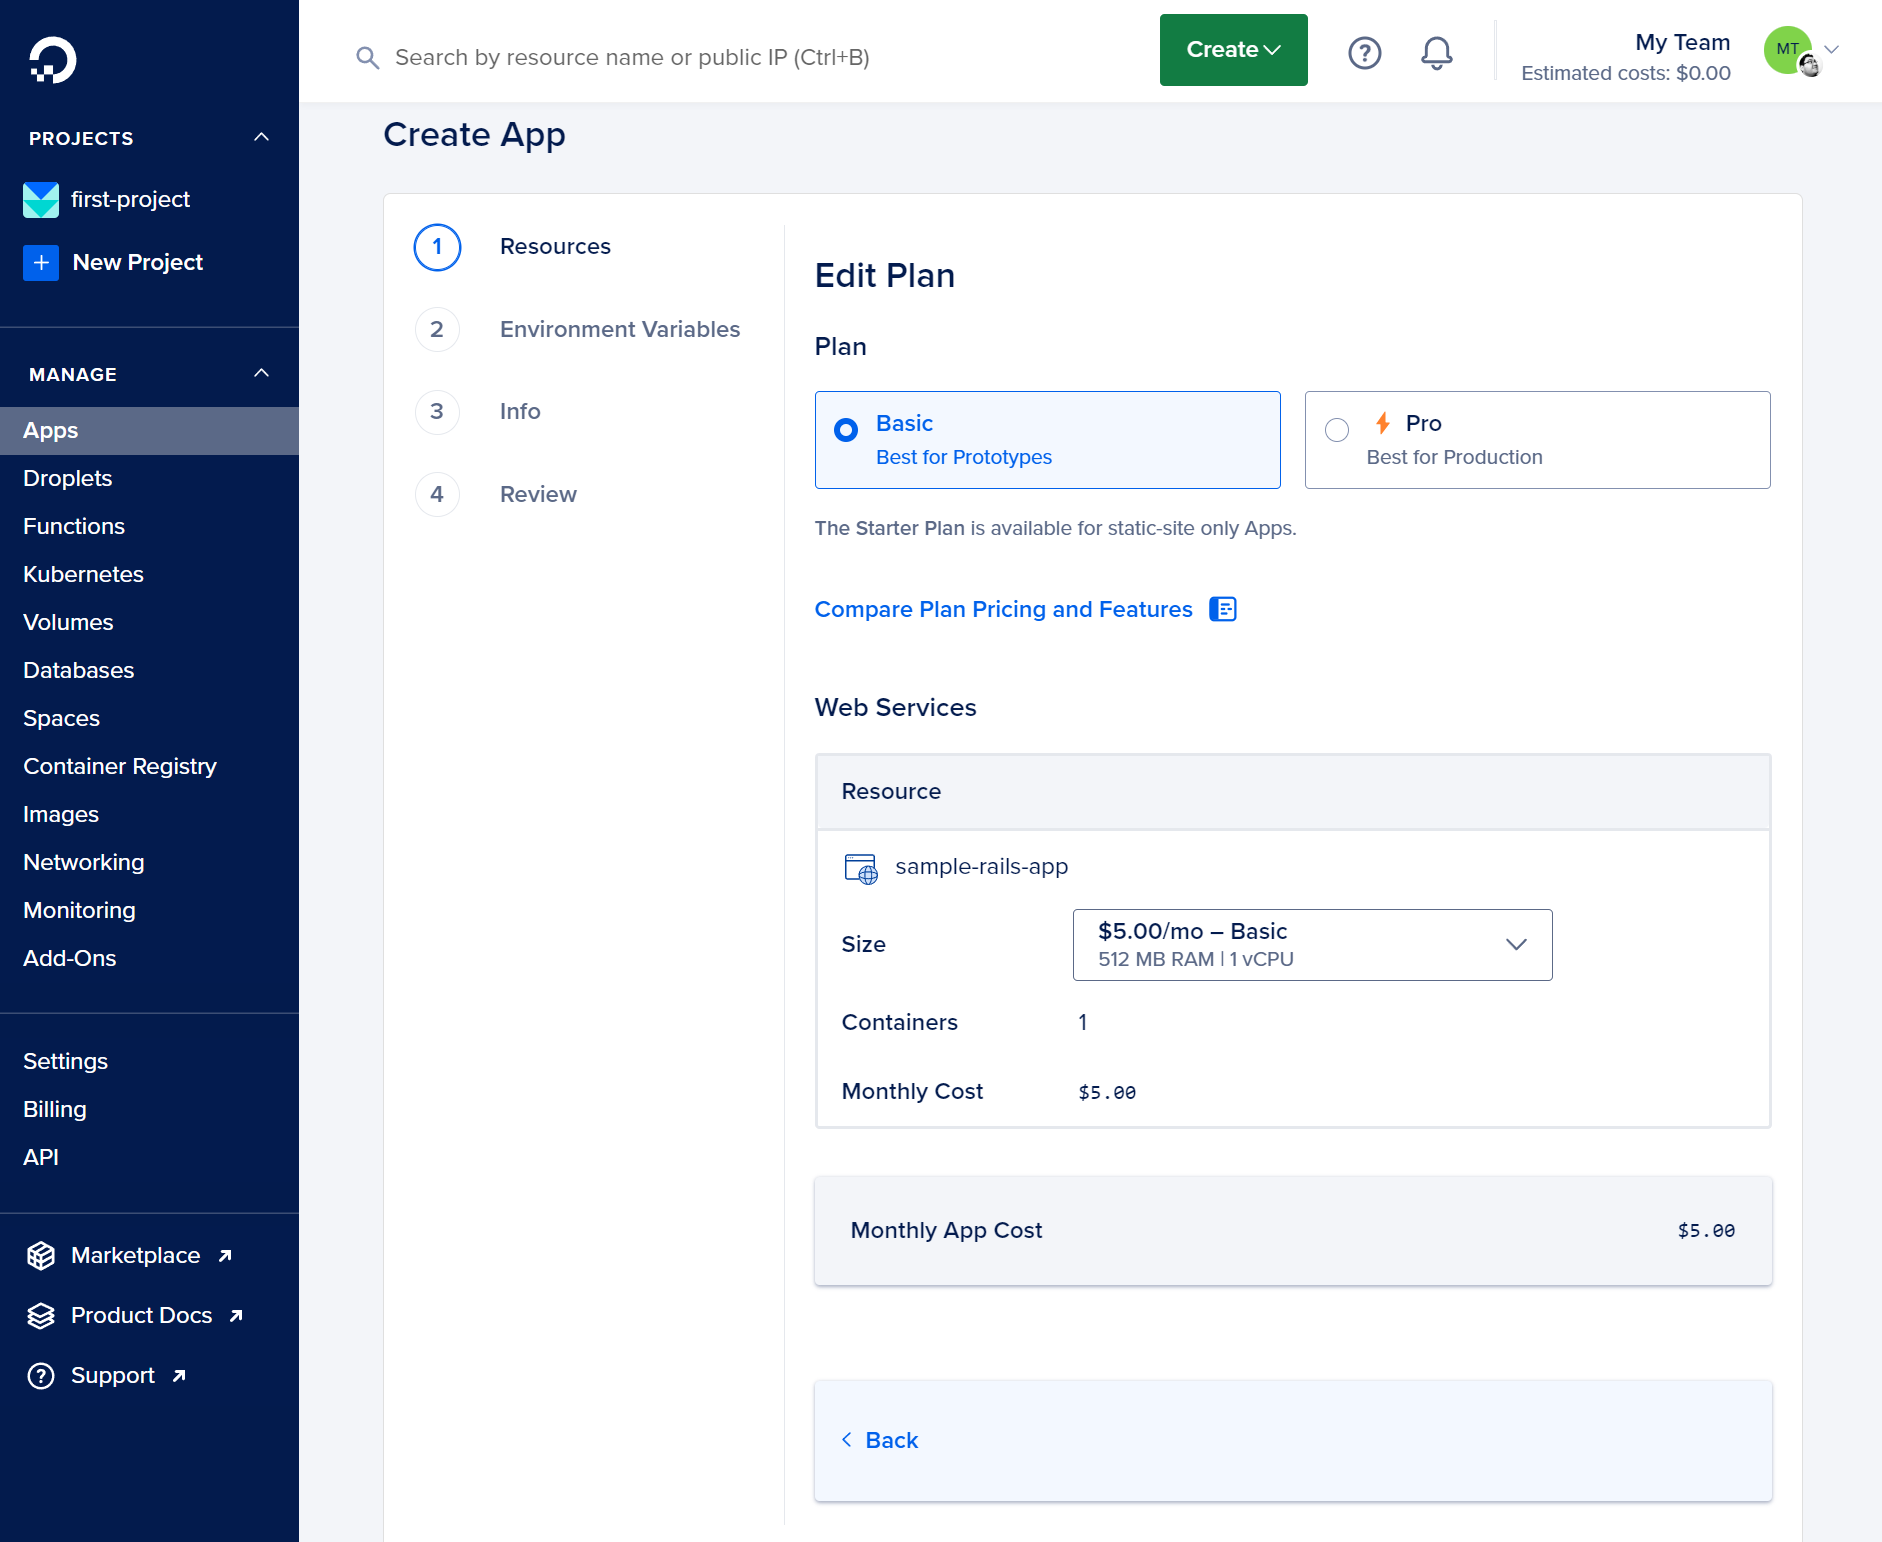 Search by resource name or public IP (Ctrl+B)
Create
My Team
Estimated costs: $0.00
MT
PROJECTS
first-project
New Project
MANAGE
Apps
Droplets
Functions
Kubernetes
Volumes
Databases
Spaces
Container Registry
Images
Networking
Monitoring
Add-Ons
Settings
Billing
API
Marketplace
Product Docs
Support
Create App
1 Resources
2 Environment Variables
3 Info
4 Review
Edit Plan
Plan
Basic
Best for Prototypes
Pro
Best for Production
The Starter Plan is available for static-site only Apps.
Compare Plan Pricing and Features
Web Services
Resource
sample-rails-app
Size
$5.00/mo – Basic
512 MB RAM | 1 vCPU
Containers 1
Monthly Cost $5.00
Monthly App Cost $5.00
Back